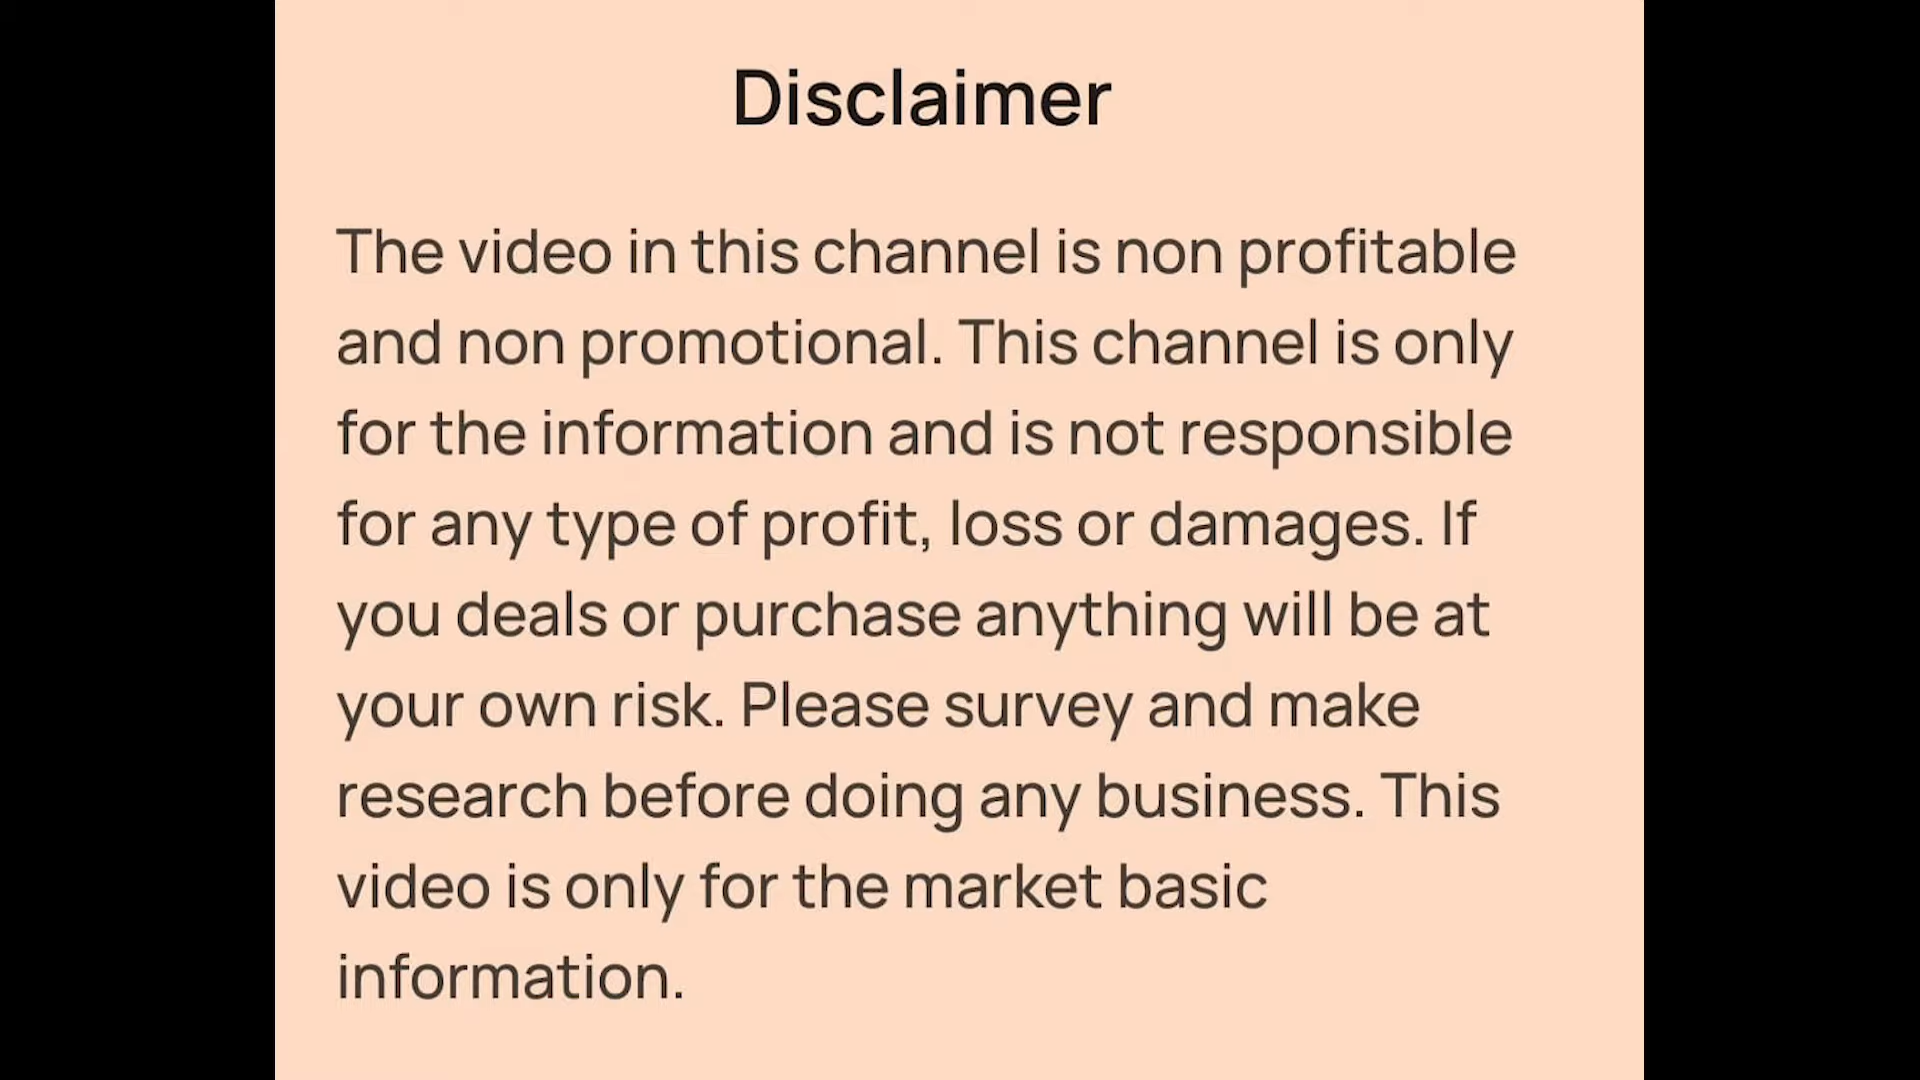 Disclaimer
The video in this channel is non profitable
and non promotional. This channel is only
for the information and is not responsible
for any type of profit, loss or damages. If
you deals or purchase anything will be at
your own risk. Please survey and make
research before doing any business. This
video is only for the market basic
information.